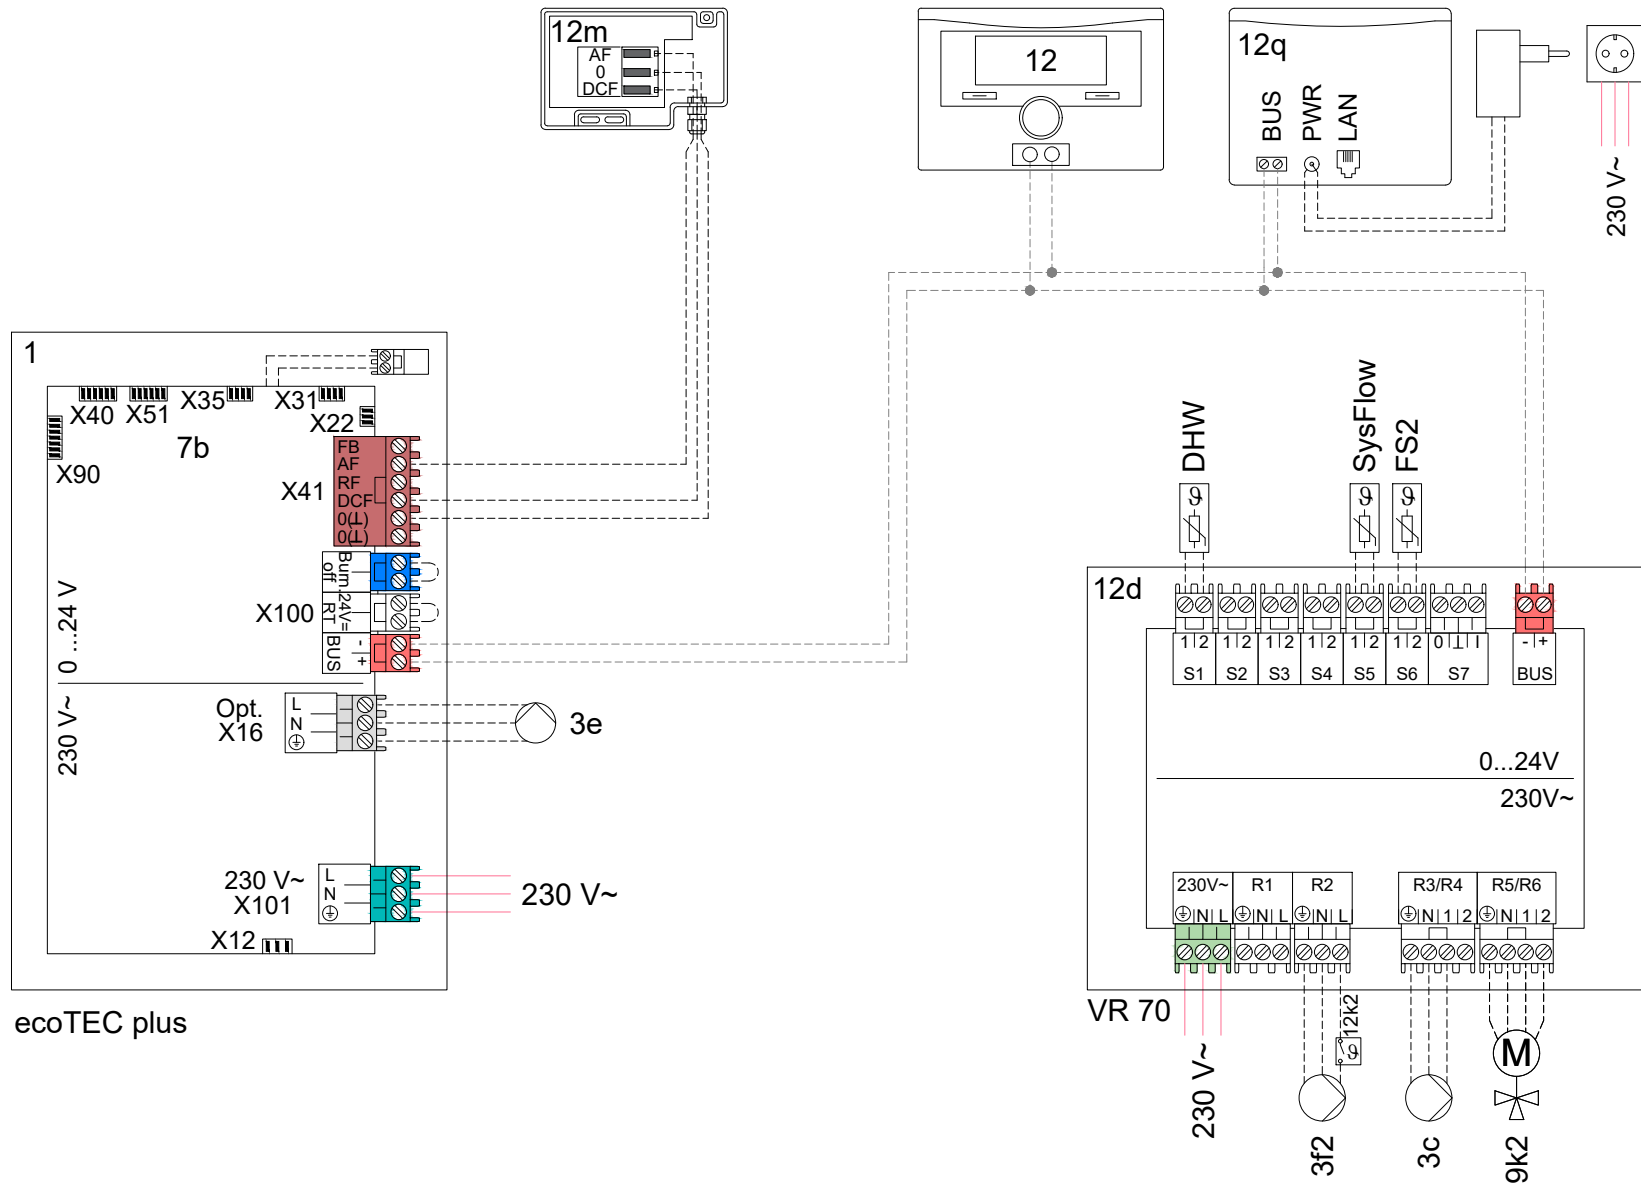 12m
AF
0
DCF
12
12q
BUS
PWR
LAN
230 V~
1
X40
X51
X35
X31
X22
X90
7b
X41
FB
AF
RF
DCF
0(⊥)
0(⊥)
Burn.
off
X100
24V=
RT
BUS
-
+
0 ...24 V
230 V~
Opt.
X16
L
N
3e
230 V~
X101
L
N
230 V~
X12
ecoTEC plus
DHW
SysFlow
FS2
ϑ
ϑ
ϑ
12d
1 2
1 2
1 2
1 2
1 2
1 2
0 ⊥ I
- +
S1
S2
S3
S4
S5
S6
S7
BUS
0...24V
230V~
230V~
R1
R2
R3/R4
R5/R6
N L
N L
N L
N 1 2
N 1 2
VR 70
230 V~
12k2
ϑ
M
3f2
3c
9k2